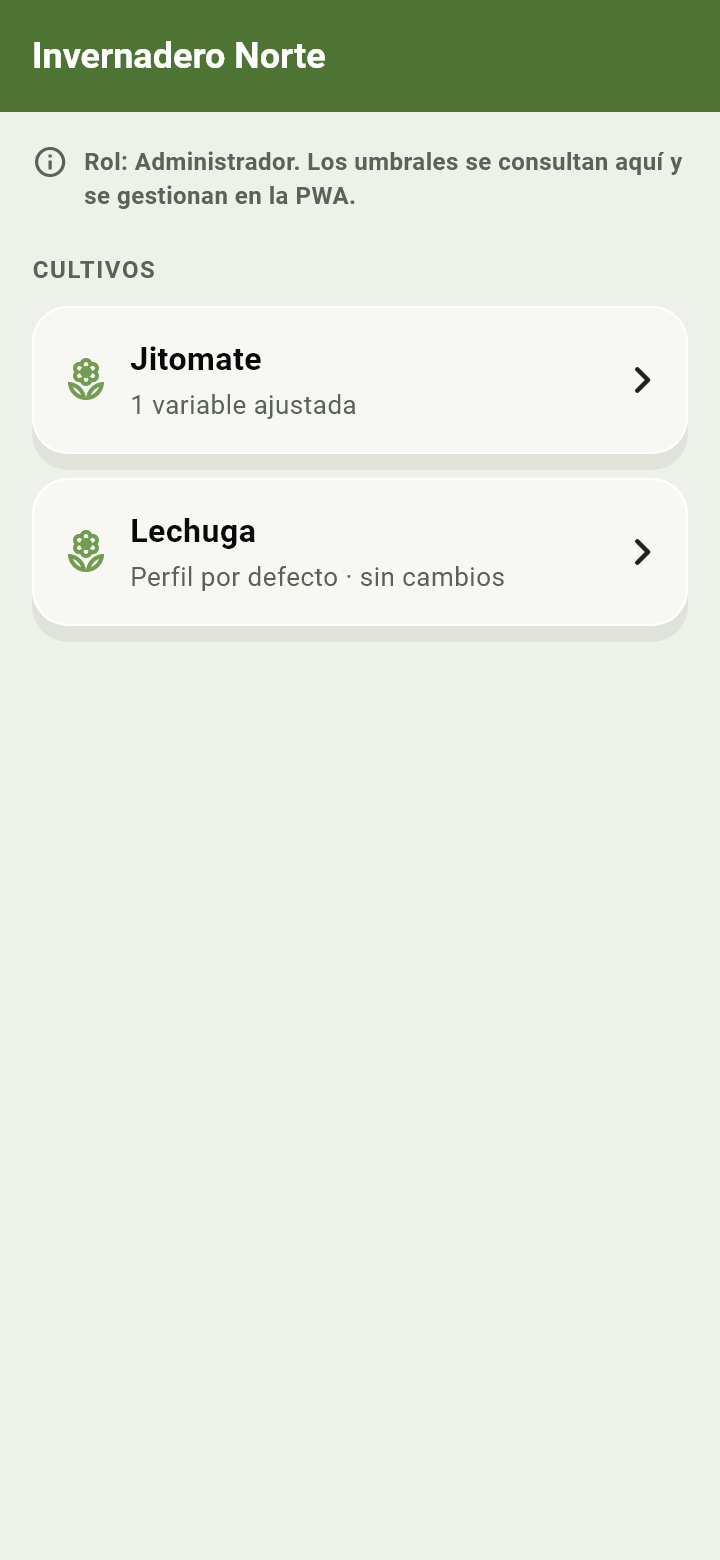 Invernadero Norte
Rol: Administrador. Los umbrales se consultan aquí y
se gestionan en la PWA.
CULTIVOS
Jitomate
1 variable ajustada
Lechuga
Perfil por defecto · sin cambios